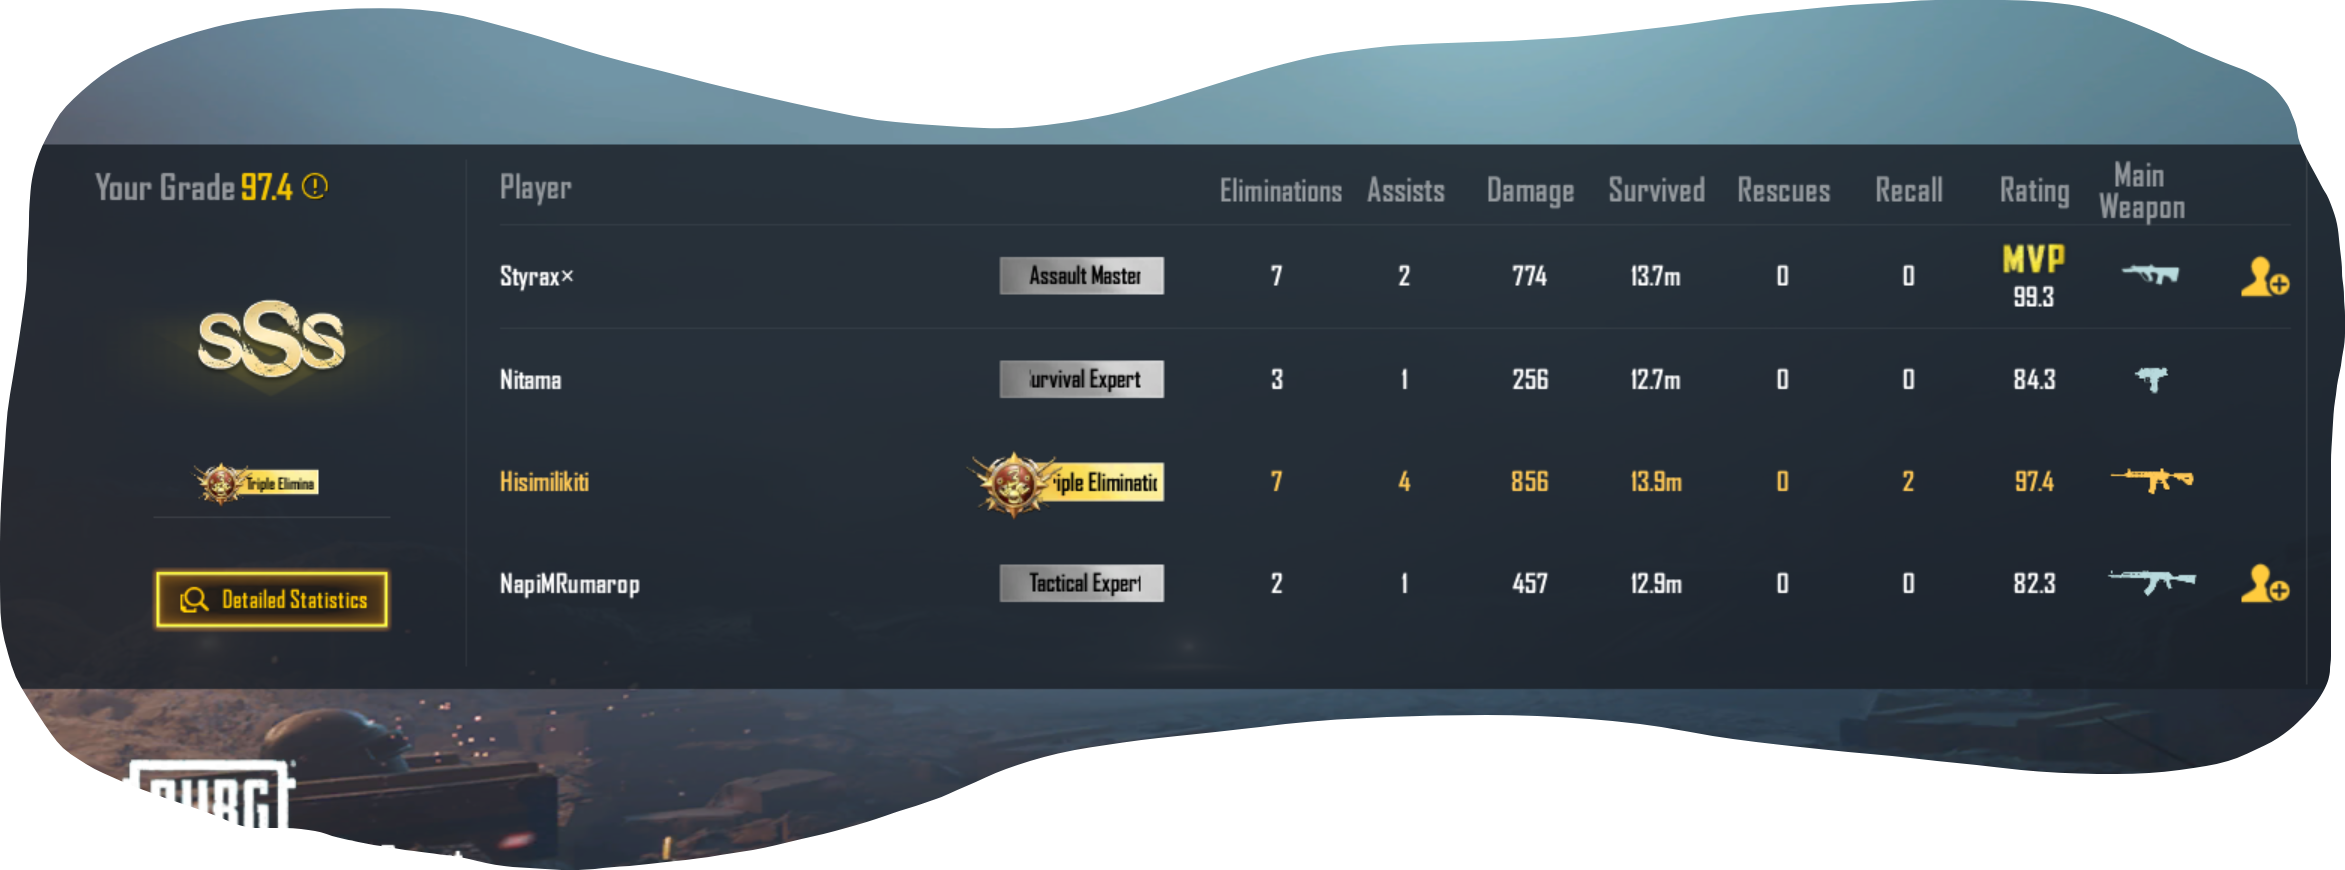 Your Grade 97.4
sSs
Triple Elimina
Detailed Statistics
Player Eliminations Assists Damage Survived Rescues Recall Rating Main Weapon
Styrax× Assault Master 7 2 774 13.7m 0 0 MVP 99.3
Nitama urvival Expert 3 1 256 12.7m 0 0 84.3
Hisimilikiti iple Eliminatic 7 4 856 13.9m 0 2 97.4
NapiMRumarop Tactical Expert 2 1 457 12.9m 0 0 82.3
PUBG